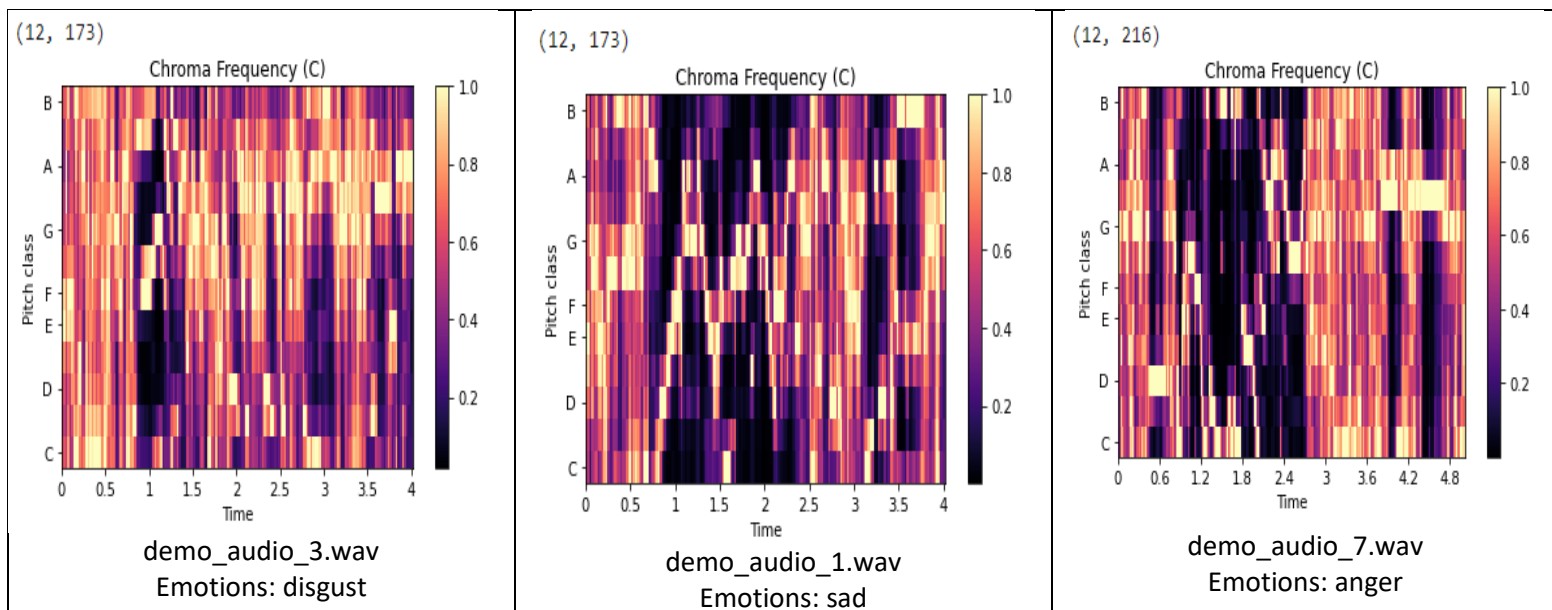 (12, 173)
Chroma Frequency (C)
1.0
0.8
0.6
0.4
0.2
B
A
G
F
E
D
C
Pitch class
0 0.5 1 1.5 2 2.5 3 3.5 4
Time
demo_audio_3.wav
Emotions: disgust
(12, 173)
Chroma Frequency (C)
1.0
0.8
0.6
0.4
0.2
B
A
G
F
E
D
C
Pitch class
0 0.5 1 1.5 2 2.5 3 3.5 4
Time
demo_audio_1.wav
Emotions: sad
(12, 216)
Chroma Frequency (C)
1.0
0.8
0.6
0.4
0.2
B
A
G
F
E
D
C
Pitch class
0 0.6 1.2 1.8 2.4 3 3.6 4.2 4.8
Time
demo_audio_7.wav
Emotions: anger